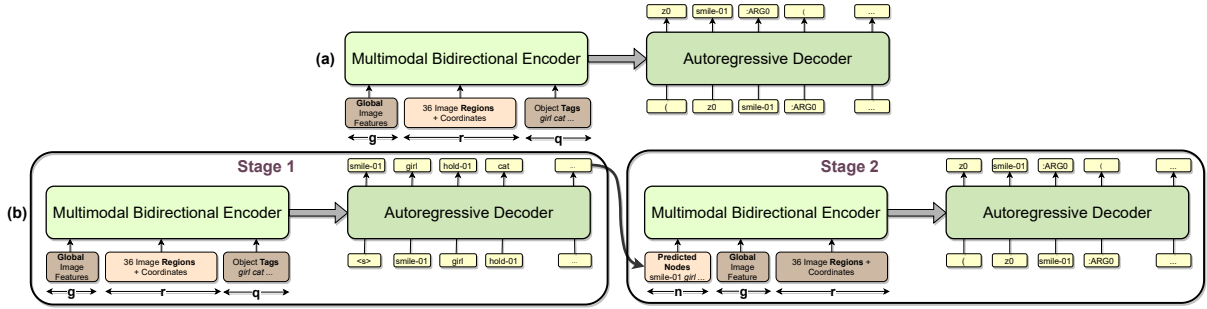 z0 smile-01 :ARG0 ( ...
(a) Multimodal Bidirectional Encoder Autoregressive Decoder
Global
Image
Features
36 Image Regions
+ Coordinates
Object Tags
girl cat ...
( z0 smile-01 :ARG0 ...
g r q
(b)
Stage 1
smile-01 girl hold-01 cat ...
Multimodal Bidirectional Encoder Autoregressive Decoder
Global
Image
Features
36 Image Regions
+ Coordinates
Object Tags
girl cat ...
<s> smile-01 girl hold-01 ...
g r q
Stage 2
z0 smile-01 :ARG0 ( ...
Multimodal Bidirectional Encoder Autoregressive Decoder
Predicted
Nodes
smile-01 girl ...
Global
Image
Feature
36 Image Regions +
Coordinates
( z0 smile-01 :ARG0 ...
n g r